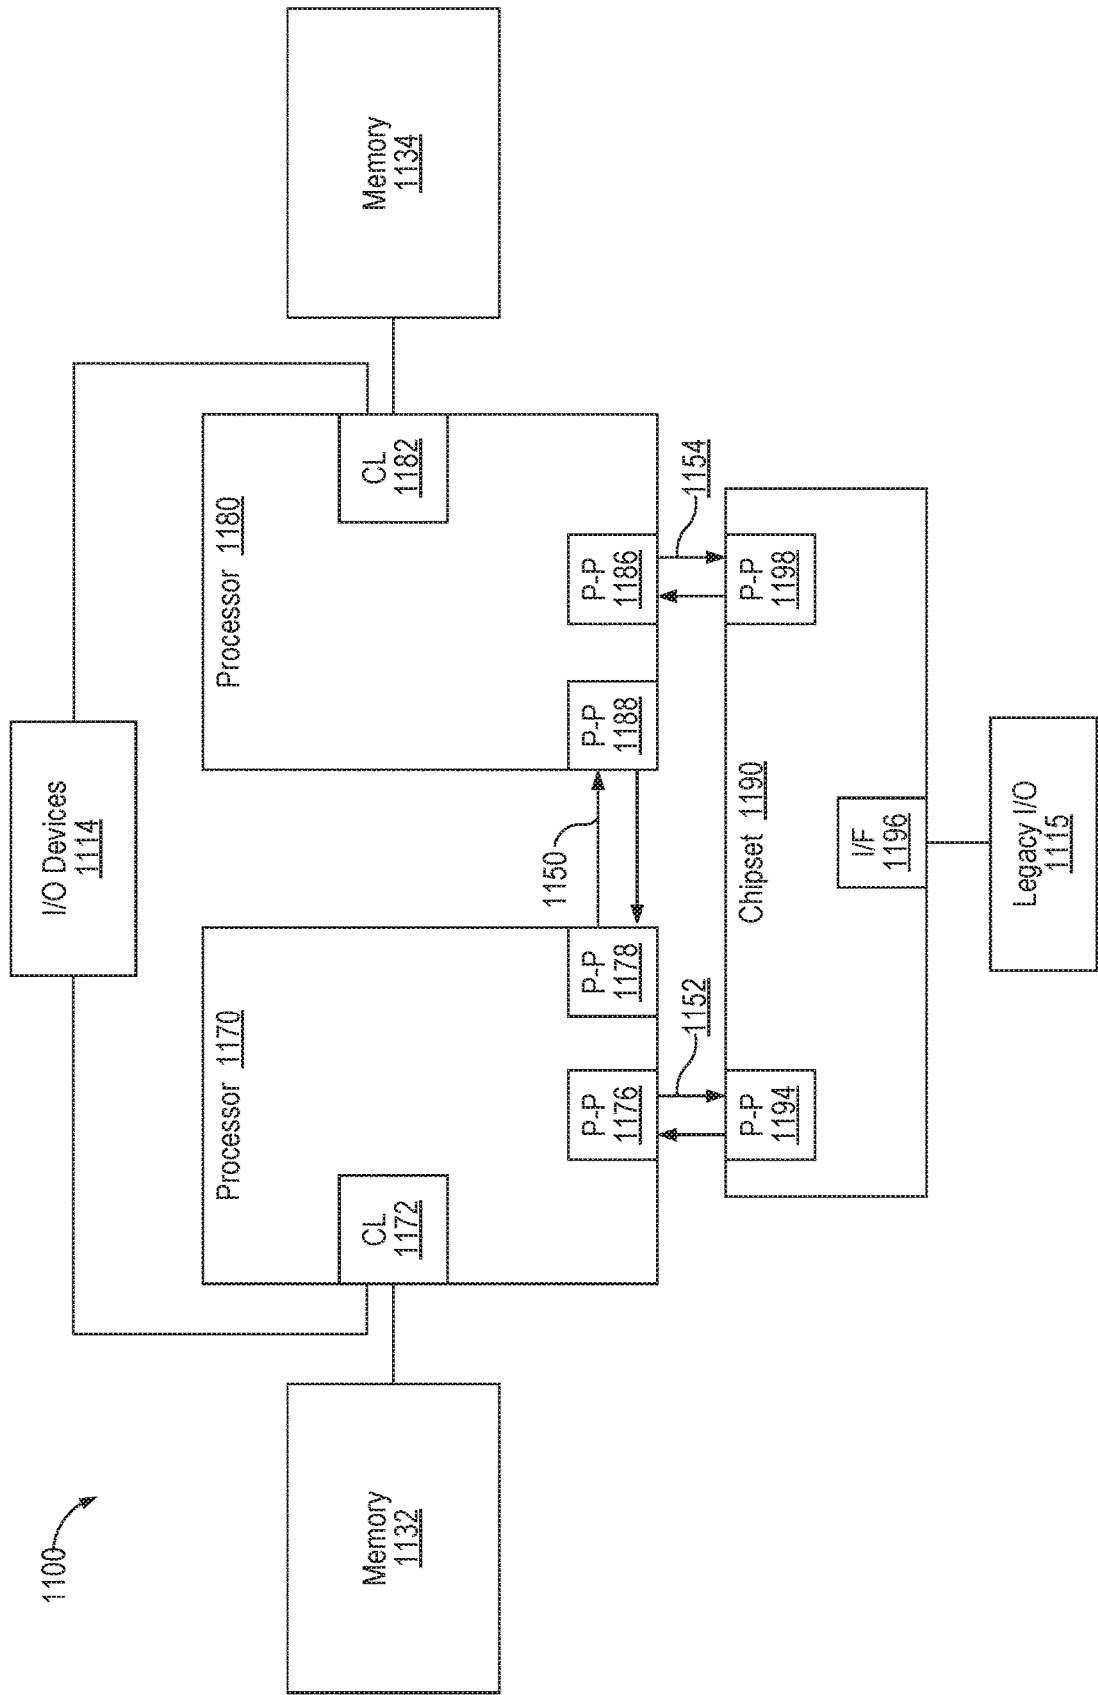 1100
I/O Devices
1114
Memory
1132
CL
1172
Processor 1170
P-P
1176
P-P
1178
1150
Processor 1180
P-P
1188
P-P
1186
CL
1182
Memory
1134
1152
1154
P-P
1194
Chipset 1190
P-P
1198
I/F
1196
Legacy I/O
1115